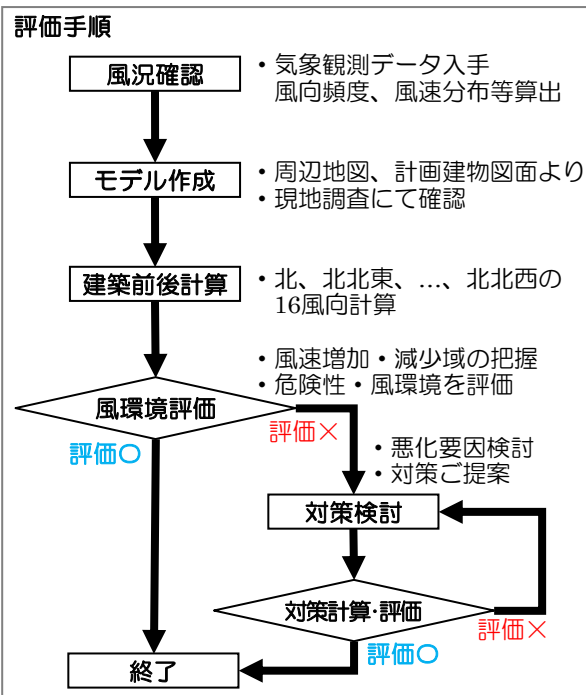 評価手順
風況確認
・気象観測データ入手
風向頻度、風速分布等算出
モデル作成
・周辺地図、計画建物図面より
・現地調査にて確認
建築前後計算
・北、北北東、…、北北西の
16風向計算
・風速増加・減少域の把握
・危険性・風環境を評価
風環境評価
評価○
評価×
・悪化要因検討
・対策ご提案
対策検討
対策計算・評価
評価×
評価○
終了